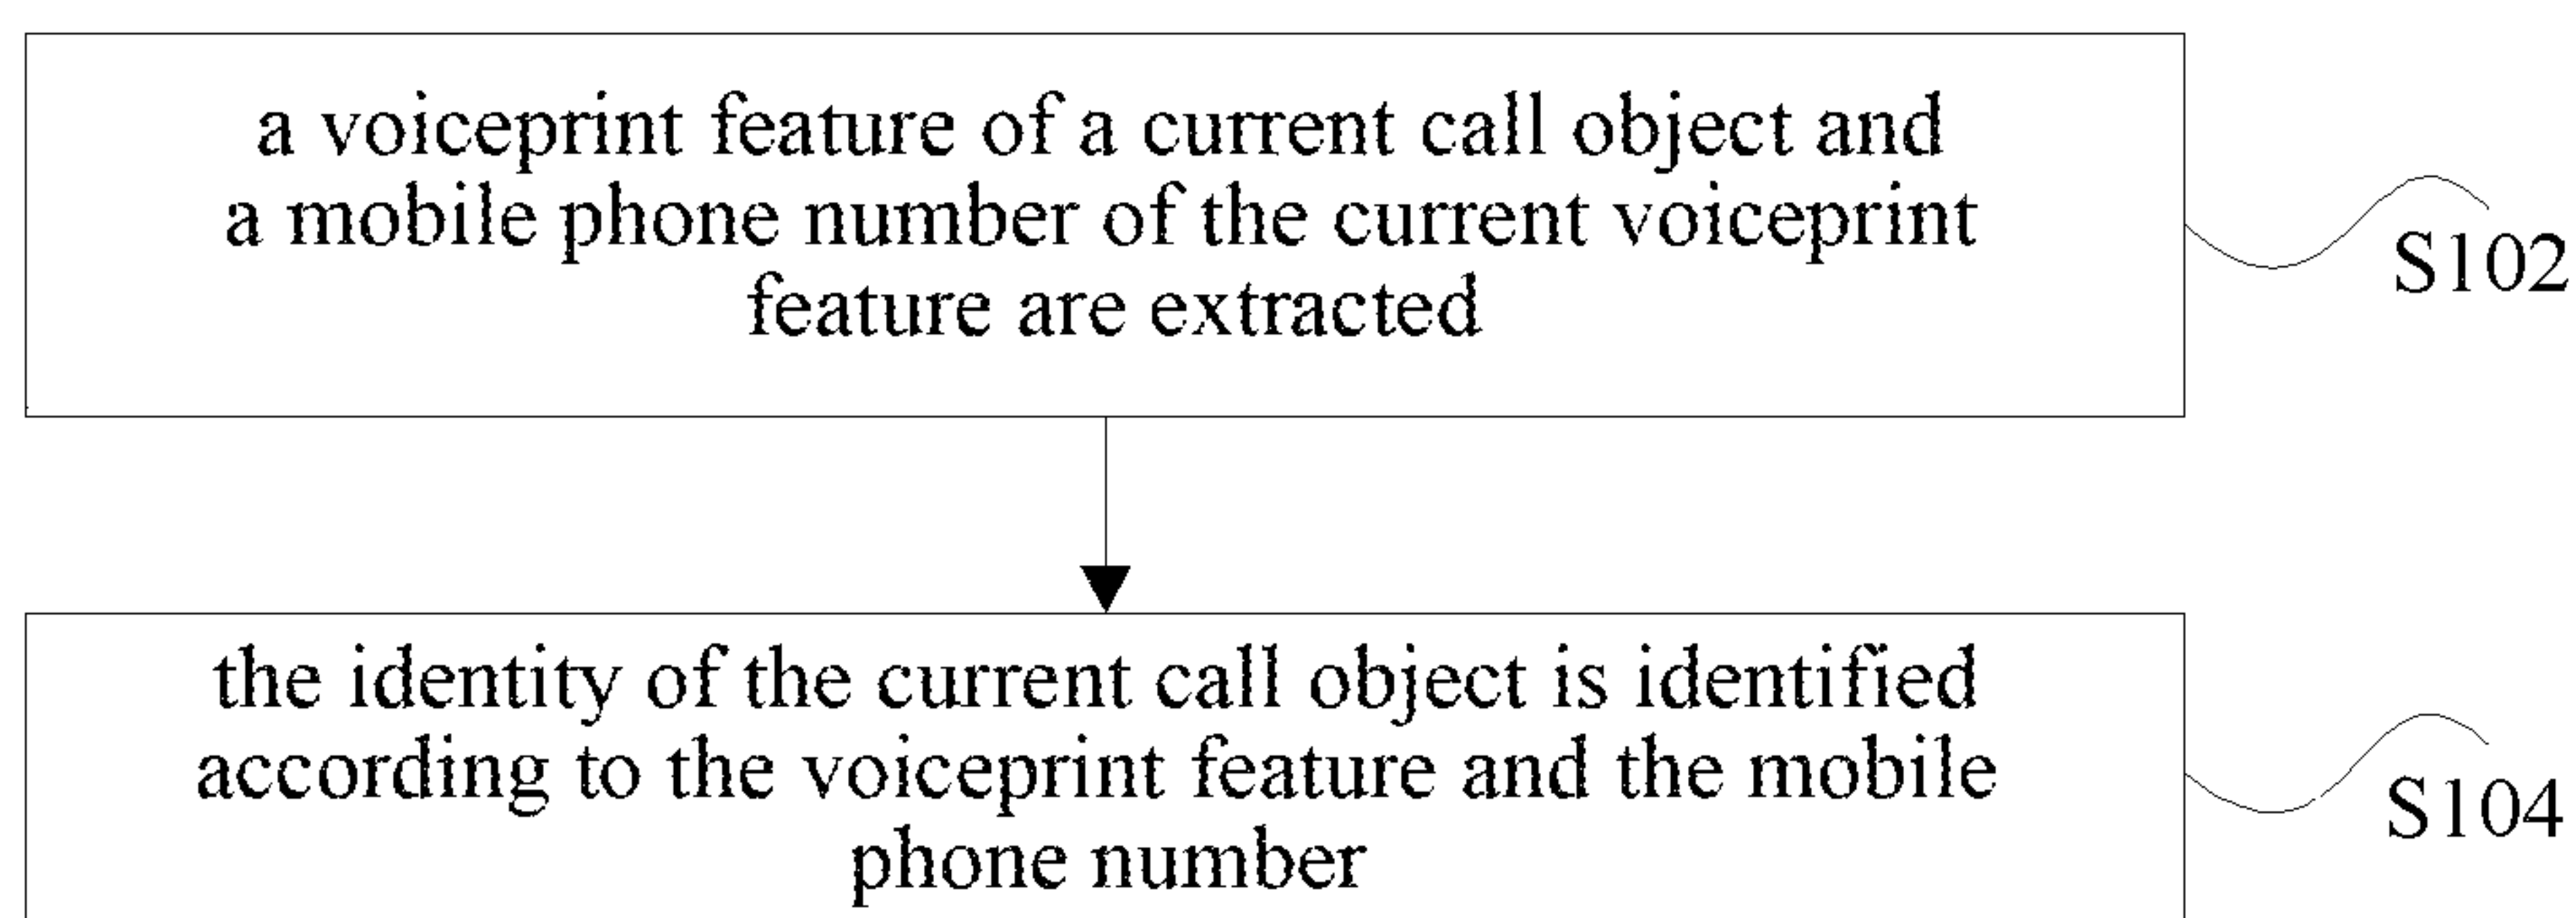 a voiceprint feature of a current call object and
a mobile phone number of the current voiceprint
feature are extracted
S102
the identity of the current call object is identified
according to the voiceprint feature and the mobile
phone number
S104